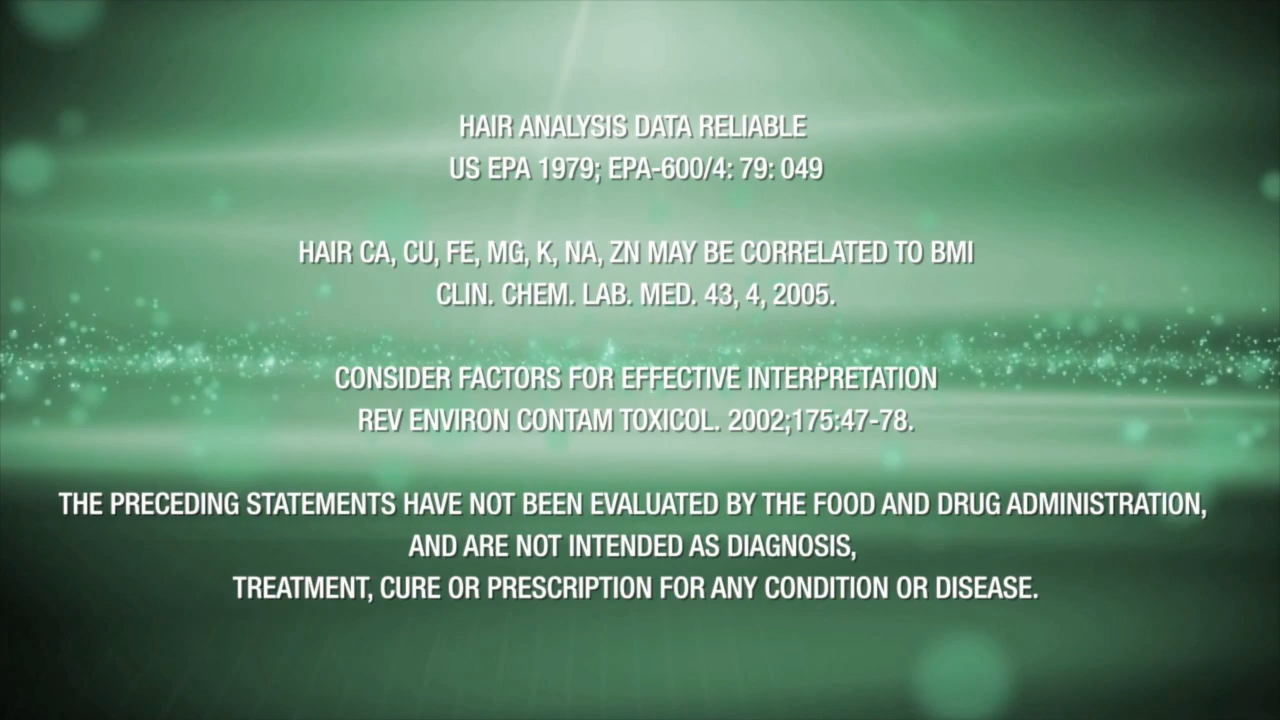 HAIR ANALYSIS DATA RELIABLE
US EPA 1979; EPA-600/4: 79: 049
HAIR CA, CU, FE, MG, K, NA, ZN MAY BE CORRELATED TO BMI
CLIN. CHEM. LAB. MED. 43, 4, 2005.
CONSIDER FACTORS FOR EFFECTIVE INTERPRETATION
REV ENVIRON CONTAM TOXICOL. 2002;175:47-78.
THE PRECEDING STATEMENTS HAVE NOT BEEN EVALUATED BY THE FOOD AND DRUG ADMINISTRATION,
AND ARE NOT INTENDED AS DIAGNOSIS,
TREATMENT, CURE OR PRESCRIPTION FOR ANY CONDITION OR DISEASE.